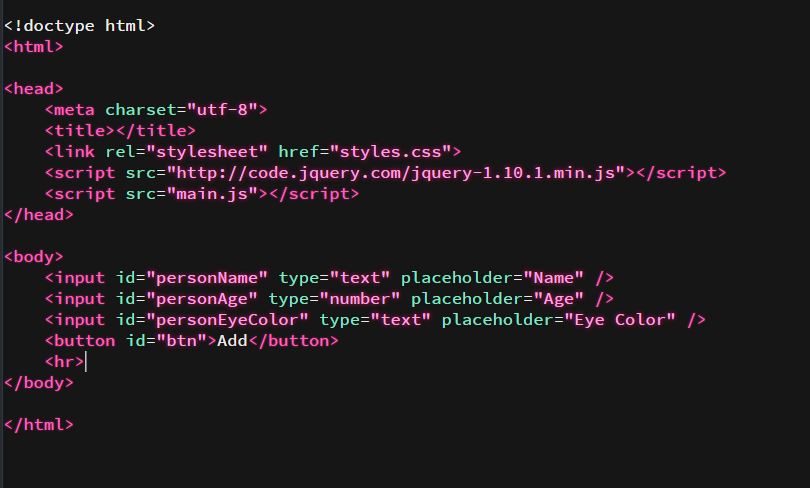 <!doctype html>
<html>
<head>
<meta charset="utf-8">
<title></title>
<link rel="stylesheet" href="styles.css">
<script src="http://code.jquery.com/jquery-1.10.1.min.js"></script>
<script src="main.js"></script>
</head>
<body>
<input id="personName" type="text" placeholder="Name" />
<input id="personAge" type="number" placeholder="Age" />
<input id="personEyeColor" type="text" placeholder="Eye Color" />
<button id="btn">Add</button>
<hr>
</body>
</html>